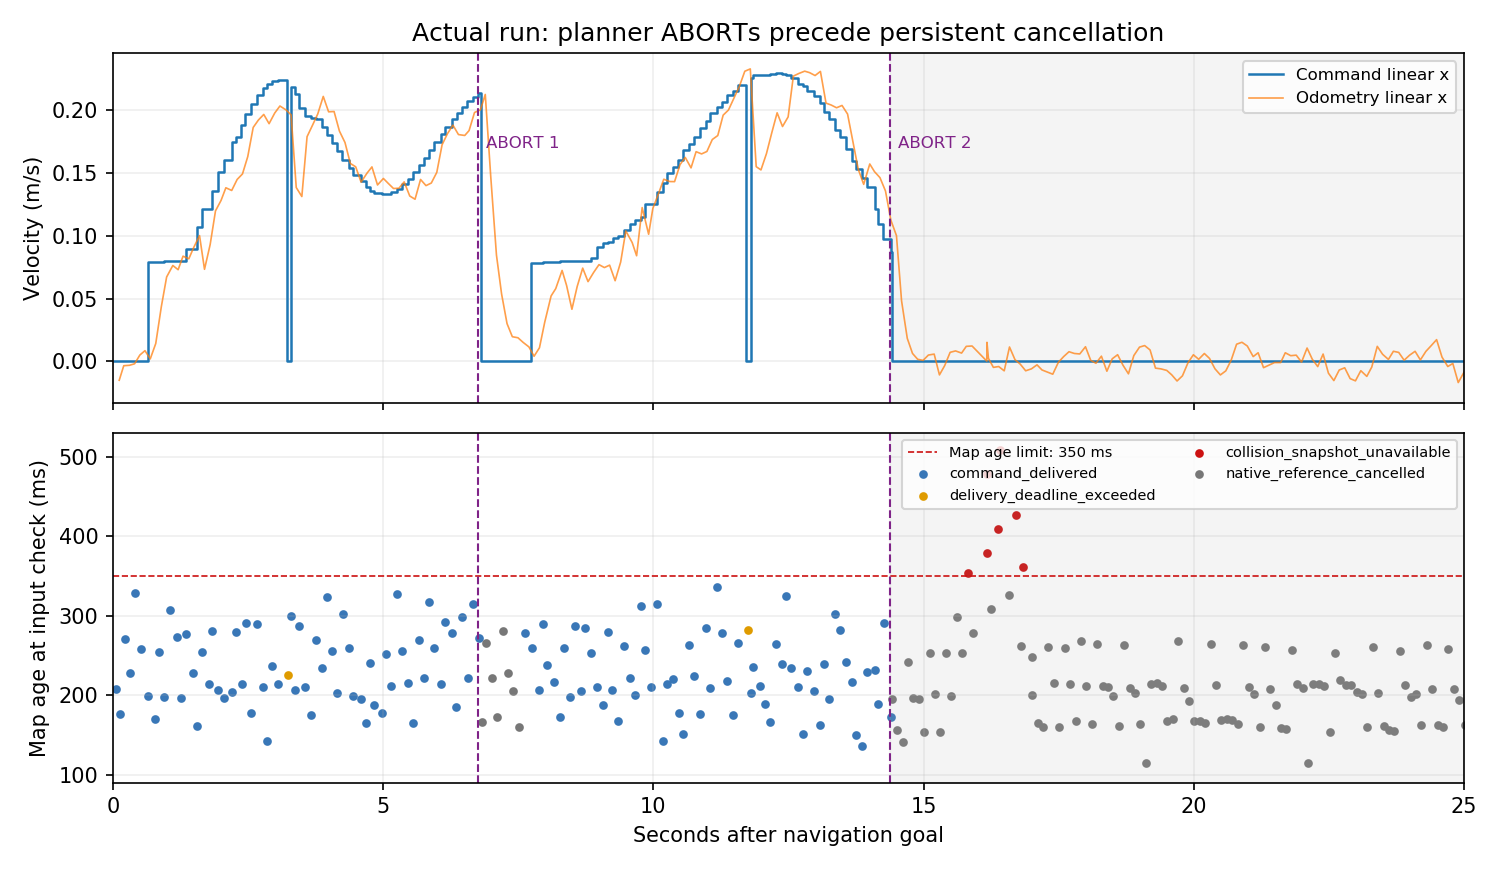 Actual run: planner ABORTs precede persistent cancellation
Velocity (m/s)
0.20
0.15
0.10
0.05
0.00
Command linear x
Odometry linear x
ABORT 1
ABORT 2
Map age at input check (ms)
500
400
300
200
100
Map age limit: 350 ms
command_delivered
delivery_deadline_exceeded
collision_snapshot_unavailable
native_reference_cancelled
0
5
10
15
20
25
Seconds after navigation goal